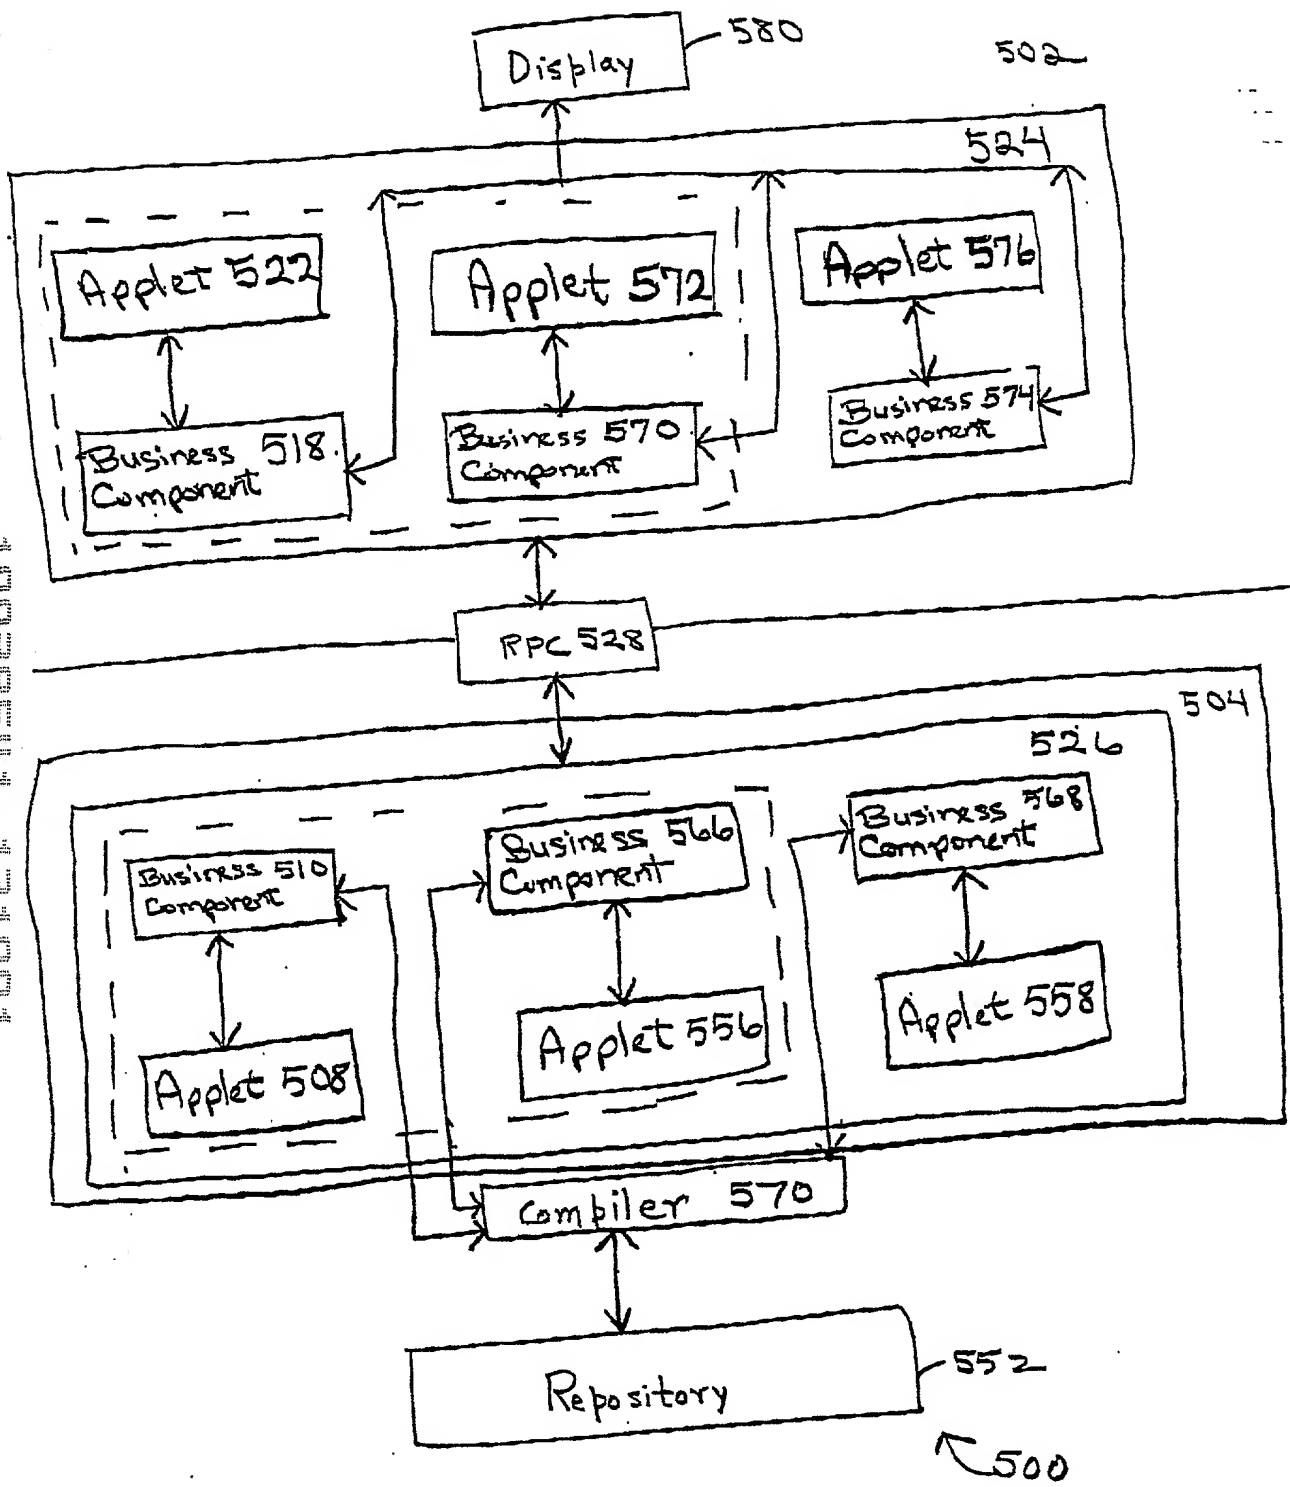 Display
580
502
524
Applet 522
Applet 572
Applet 576
Business 518
Component
Business 570
Component
Business 574
Component
RPC 528
504
526
Business 510
Component
Business 566
Component
Business 568
Component
Applet 508
Applet 556
Applet 558
Compiler 570
Repository
552
500